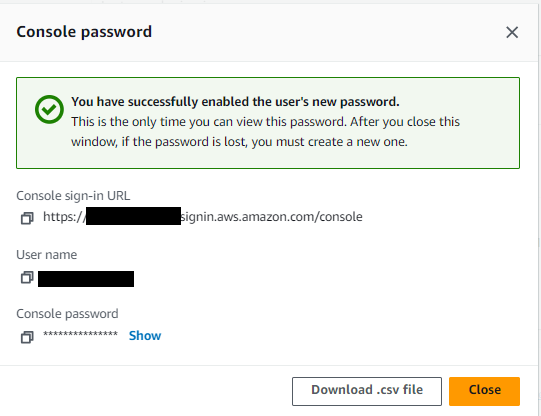 Console password
You have successfully enabled the user's new password.
This is the only time you can view this password. After you close this
window, if the password is lost, you must create a new one.
Console sign-in URL
https://signin.aws.amazon.com/console
User name
Console password
*************** Show
Download .csv file
Close